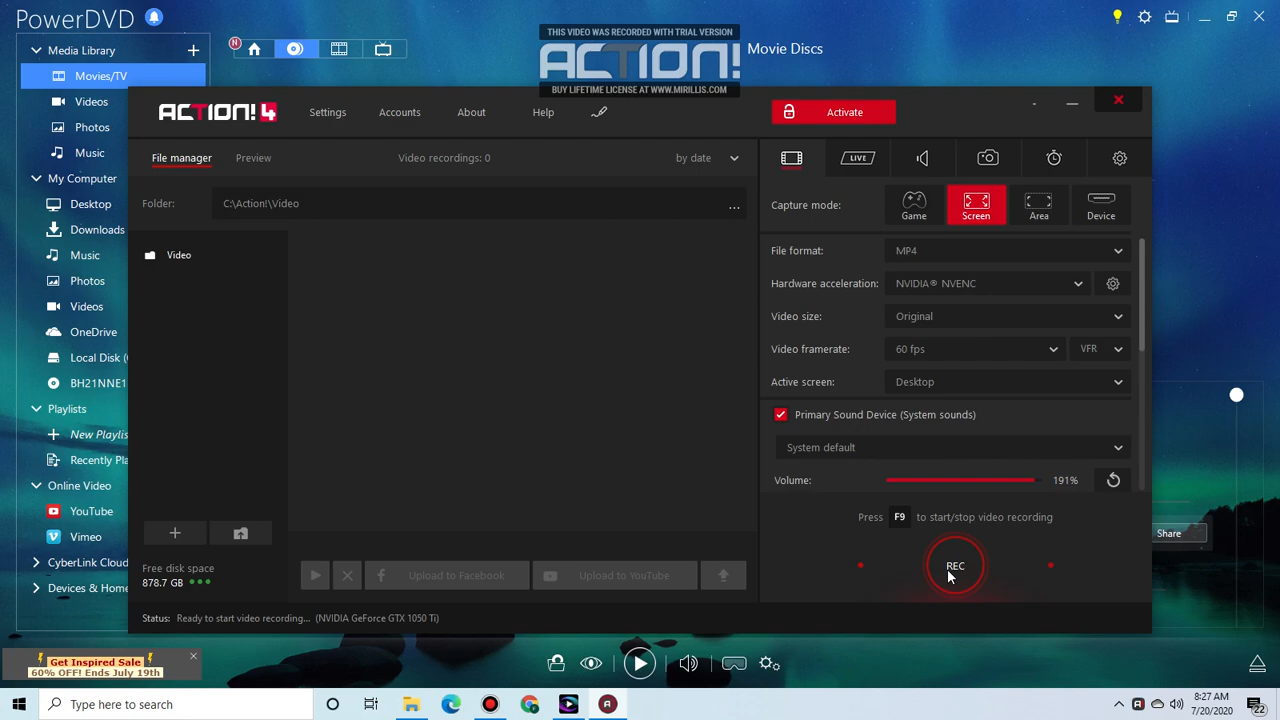 PowerDVD
Media Library
Movies/TV
Videos
Photos
Music
My Computer
Desktop
Downloads
Music
Photos
Videos
OneDrive
Local Disk (
BH21NNE1
Playlists
New Playlis
Recently Pla
Online Video
YouTube
Vimeo
CyberLink Cloud
Devices & Home
N
THIS VIDEO WAS RECORDED WITH TRIAL VERSION
ACTION!
BUY LIFETIME LICENSE AT WWW.MIRILLIS.COM
Movie Discs
ACTION! 4
Settings
Accounts
About
Help
Activate
File manager
Preview
Video recordings: 0
by date
Folder:
C:\Action!\Video
...
Video
Free disk space
878.7 GB
Upload to Facebook
Upload to YouTube
Status: Ready to start video recording... (NVIDIA GeForce GTX 1050 Ti)
LIVE
Capture mode:
Game
Screen
Area
Device
File format: MP4
Hardware acceleration: NVIDIA® NVENC
Video size: Original
Video framerate: 60 fps VFR
Active screen: Desktop
Primary Sound Device (System sounds)
System default
Volume: 191%
Press F9 to start/stop video recording
REC
Share
Get Inspired Sale
60% OFF! Ends July 19th
Type here to search
8:27 AM
7/20/2020
22